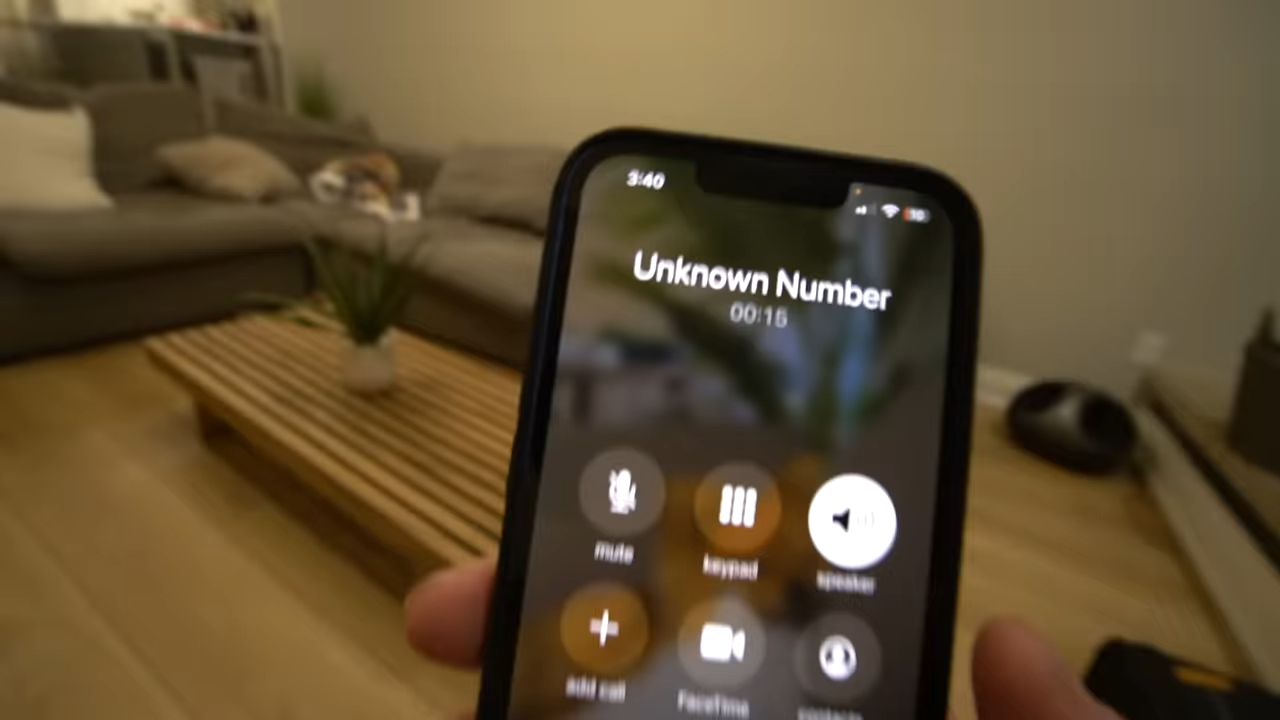 3:40
Unknown Number
00:15
mute
keypad
speaker
add call
FaceTime
contacts